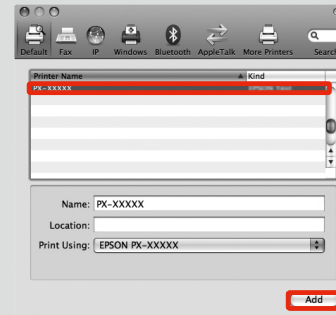 Default Fax IP Windows Bluetooth AppleTalk More Printers Search
Printer Name Kind
PX-XXXXX EPSON
Name: PX-XXXXX
Location:
Print Using: EPSON PX-XXXXX
Add